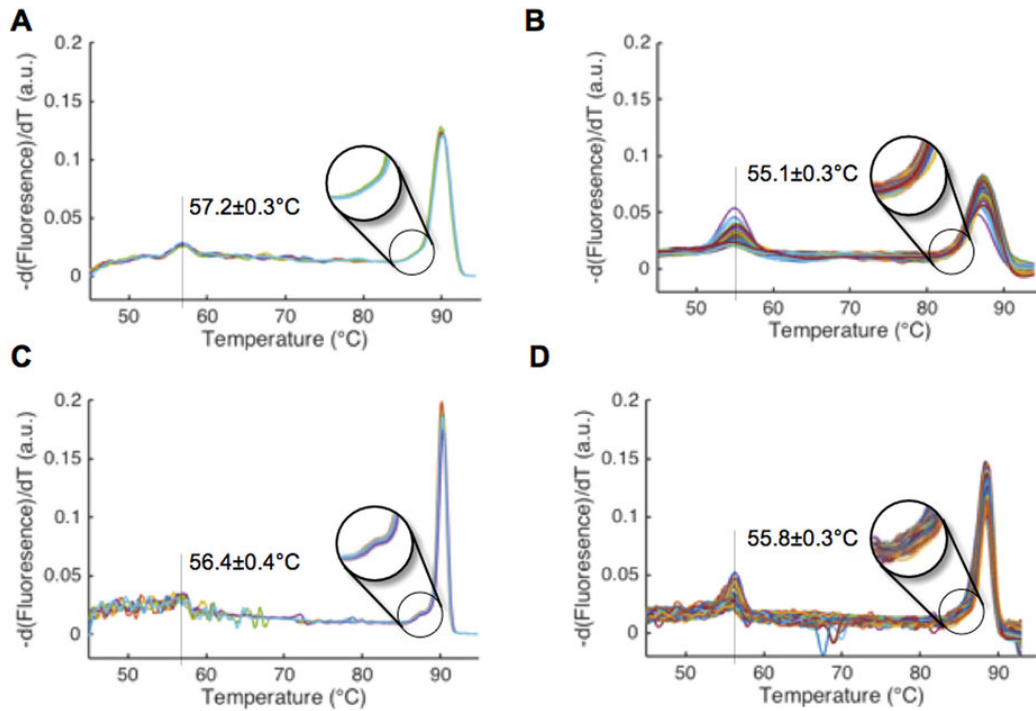 A
-d(Fluoresence)/dT (a.u.)
0.2
0.15
0.1
0.05
0
57.2±0.3°C
50 60 70 80 90
Temperature (°C)
B
-d(Fluoresence)/dT (a.u.)
0.2
0.15
0.1
0.05
0
55.1±0.3°C
50 60 70 80 90
Temperature (°C)
C
-d(Fluoresence)/dT (a.u.)
0.2
0.15
0.1
0.05
0
56.4±0.4°C
50 60 70 80 90
Temperature (°C)
D
-d(Fluoresence)/dT (a.u.)
0.2
0.15
0.1
0.05
0
55.8±0.3°C
50 60 70 80 90
Temperature (°C)